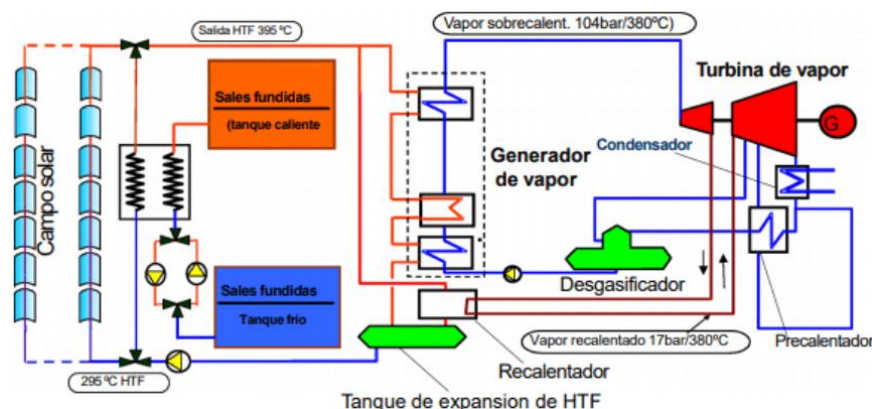 Salida HTF 395 ºC
Vapor sobrecalent. 104bar/380ºC)
Turbina de vapor
Sales fundidas
(tanque caliente
G
Condensador
Generador
de vapor
Campo solar
Desgasificador
Sales fundidas
Tanque frio
Vapor recalentado 17bar/380ºC
Precalentador
Recalentador
295 ºC HTF
Tanque de expansion de HTF